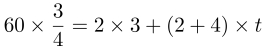 60 × 3/4 = 2 × 3 + (2 + 4) × t